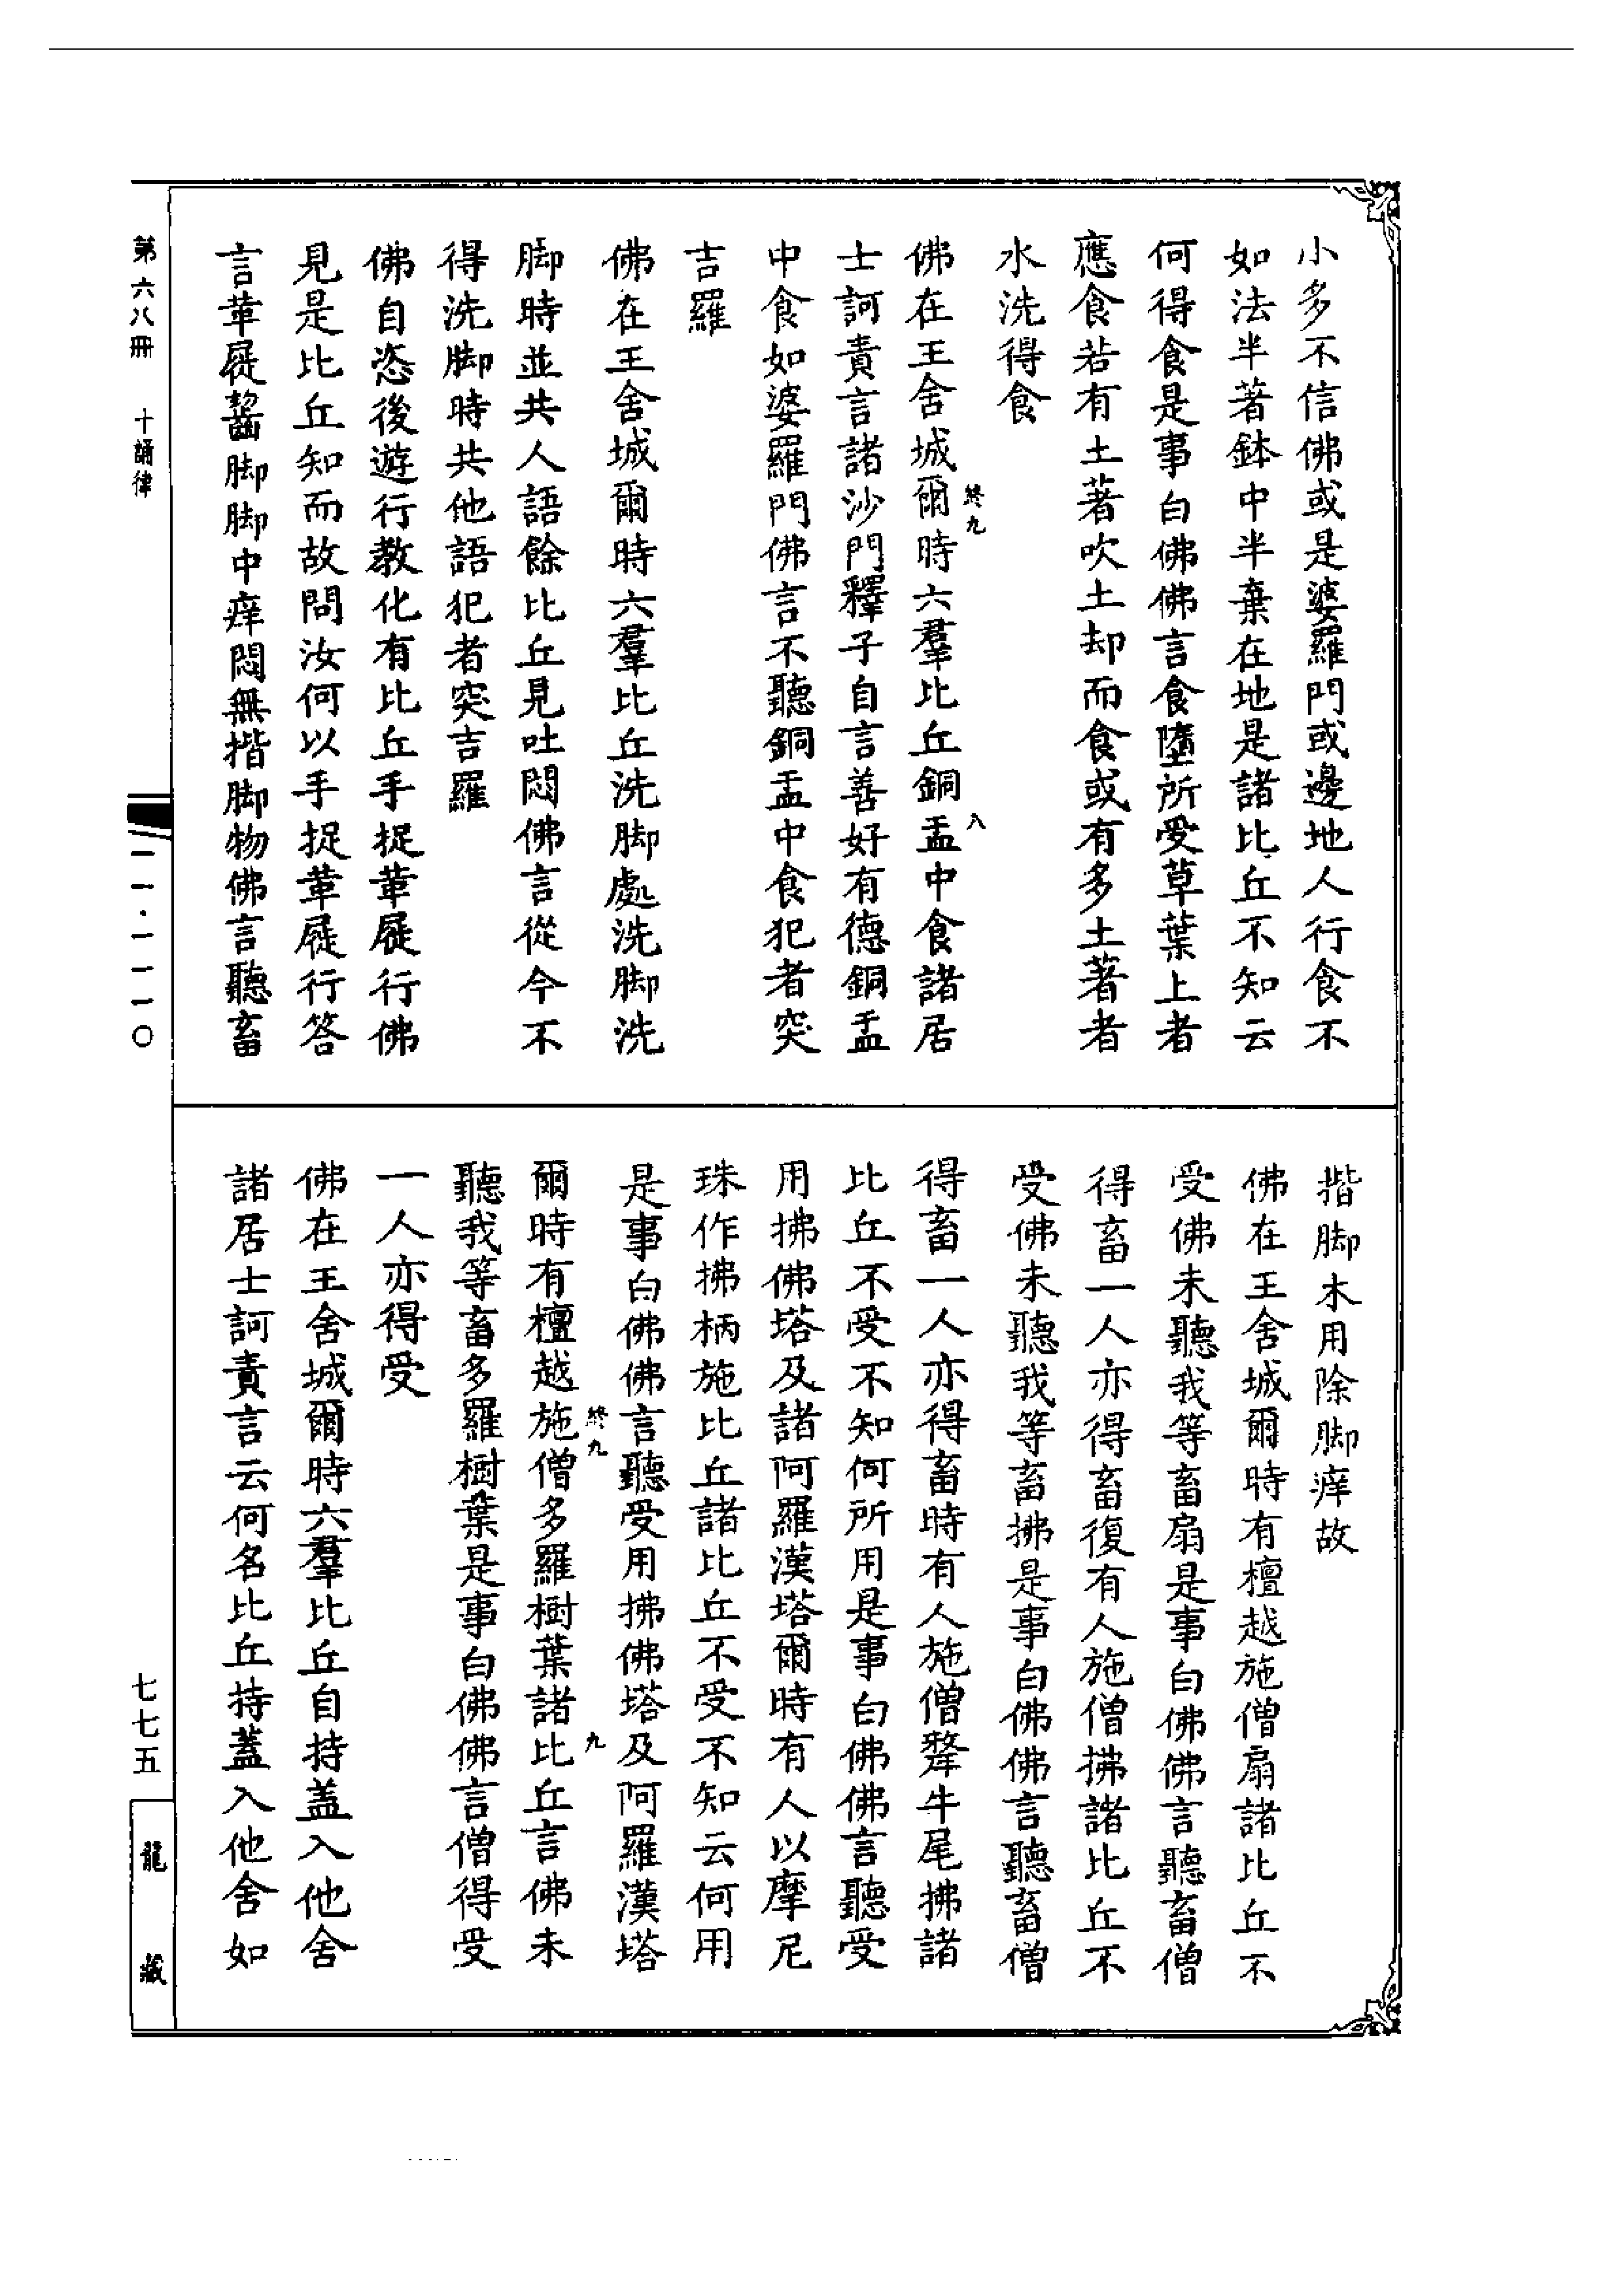 小多不信佛或是婆羅門或邊地人行食不
如法半著鉢中半棄在地是諸比丘不知云
何得食是事白佛佛言食墮所受草葉上者
應食若有土著吹土却而食或有多土著者
水洗得食
終九
八
佛在王舍城爾時六羣比丘銅盂中食諸居
士訶責言諸沙門釋子自言善好有德銅盂
中食如婆羅門佛言不聽銅盂中食犯者突
吉羅
佛在王舍城爾時六羣比丘洗脚處洗脚洗
脚時並共人語餘比丘見吐悶佛言從今不
得洗脚時共他語犯者突吉羅
佛自恣後遊行教化有比丘手捉革屣行佛
見是比丘知而故問汝何以手捉革屣行答
言革屣齧脚脚中痒悶無揩脚物佛言聽畜
揩脚木用除脚痒故
佛在王舍城爾時有檀越施僧扇諸比丘不
受佛未聽我等畜扇是事白佛佛言聽畜僧
得畜一人亦得畜復有人施僧拂諸比丘不
受佛未聽我等畜拂是事白佛佛言聽畜僧
得畜一人亦得畜時有人施僧犛牛尾拂諸
比丘不受不知何所用是事白佛佛言聽受
用拂佛塔及諸阿羅漢塔爾時有人以摩尼
珠作拂柄施比丘諸比丘不受不知云何用
是事白佛佛言聽受用拂佛塔及阿羅漢塔
終九
九
爾時有檀越施僧多羅樹葉諸比丘言佛未
聽我等畜多羅樹葉是事白佛佛言僧得受
一人亦得受
佛在王舍城爾時六羣比丘自持盖入他舍
諸居士訶責言云何名比丘持蓋入他舍如
第六八冊　十誦律
一一·一一一〇
七七五
龍藏